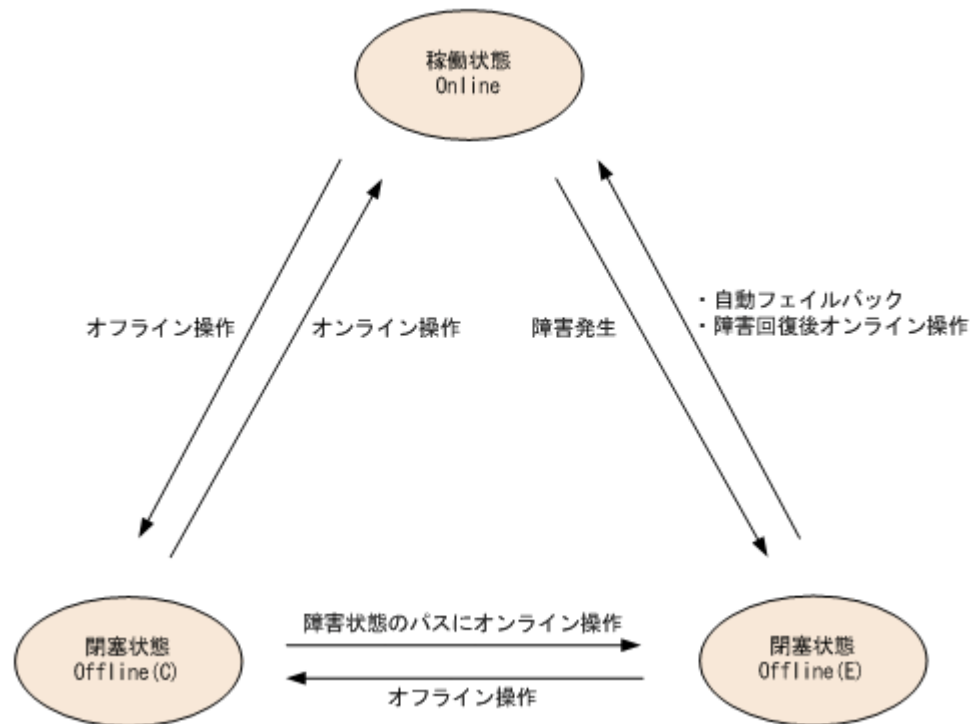 稼働状態
Online
オフライン操作
オンライン操作
障害発生
・自動フェイルバック
・障害回復後オンライン操作
閉塞状態
Offline(C)
障害状態のパスにオンライン操作
オフライン操作
閉塞状態
Offline(E)